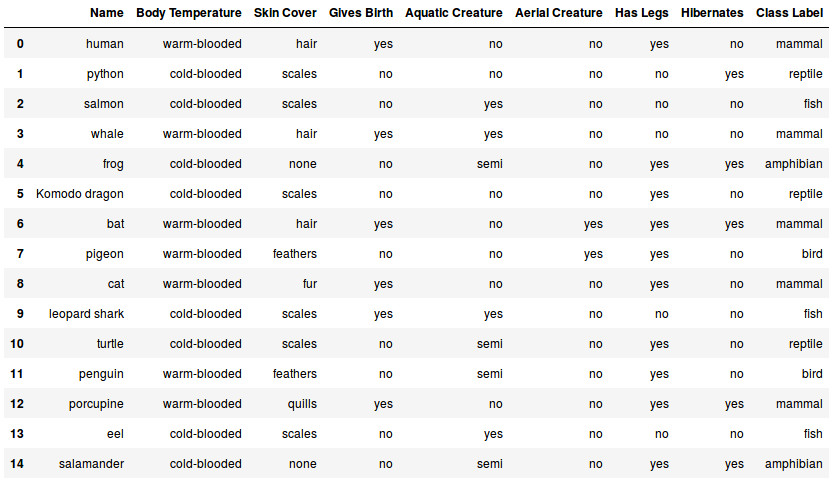 Name Body Temperature Skin Cover Gives Birth Aquatic Creature Aerial Creature Has Legs Hibernates Class Label
0 human warm-blooded hair yes no no yes no mammal
1 python cold-blooded scales no no no no yes reptile
2 salmon cold-blooded scales no yes no no no fish
3 whale warm-blooded hair yes yes no no no mammal
4 frog cold-blooded none no semi no yes yes amphibian
5 Komodo dragon cold-blooded scales no no no yes no reptile
6 bat warm-blooded hair yes no yes yes yes mammal
7 pigeon warm-blooded feathers no no yes yes no bird
8 cat warm-blooded fur yes no no yes no mammal
9 leopard shark cold-blooded scales yes yes no no no fish
10 turtle cold-blooded scales no semi no yes no reptile
11 penguin warm-blooded feathers no semi no yes no bird
12 porcupine warm-blooded quills yes no no yes yes mammal
13 eel cold-blooded scales no yes no no no fish
14 salamander cold-blooded none no semi no yes yes amphibian